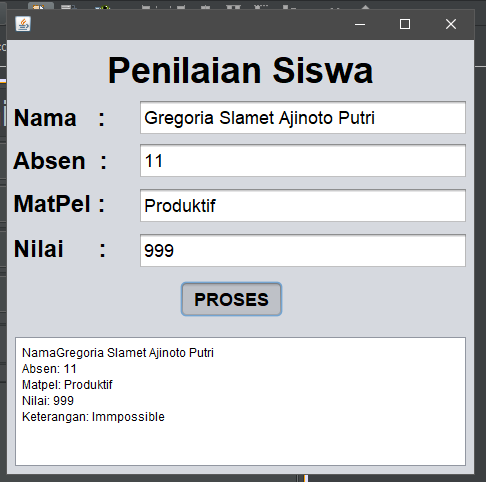 Penilaian Siswa
Nama : Gregoria Slamet Ajinoto Putri
Absen : 11
MatPel : Produktif
Nilai : 999
PROSES
NamaGregoria Slamet Ajinoto Putri
Absen: 11
Matpel: Produktif
Nilai: 999
Keterangan: Immpossible